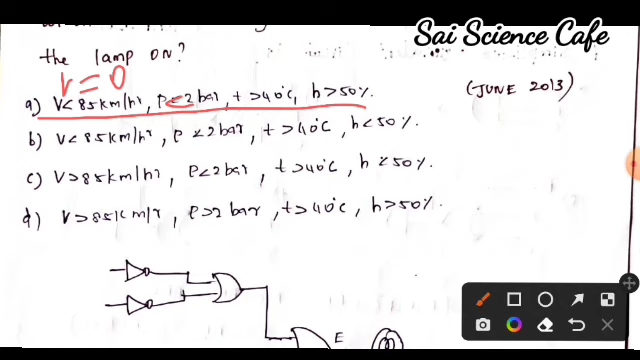 Sai Science Cafe
the lamp ON?
V = 0
a) V < 85 km/hr, P < 2 bar, t > 40°C, h > 50%.
(JUNE 2013)
b) V < 85 km/hr, P < 2 bar, t > 40°C, h < 50%.
c) V > 85 km/hr, P < 2 bar, t > 40°C, h < 50%.
d) V > 85 km/r, P > 2 bar, t > 40°C, h > 50%.
E